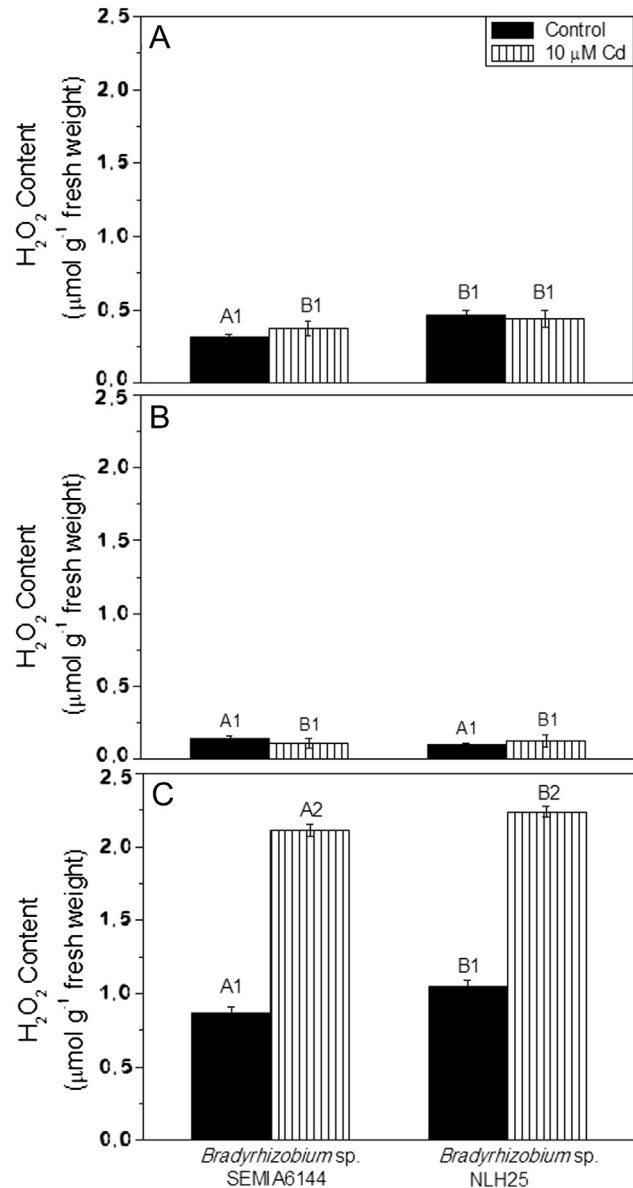 A
Control
10 μM Cd
H₂O₂ Content
(μmol g⁻¹ fresh weight)
2,5
2,0
1,5
1,0
0,5
0,0
A1
B1
B1
B1
B
H₂O₂ Content
(μmol g⁻¹ fresh weight)
2,5
2,0
1,5
1,0
0,5
0,0
A1
B1
A1
B1
C
H₂O₂ Content
(μmol g⁻¹ fresh weight)
2,5
2,0
1,5
1,0
0,5
0,0
A1
A2
B1
B2
Bradyrhizobium sp.
SEMIA6144
Bradyrhizobium sp.
NLH25